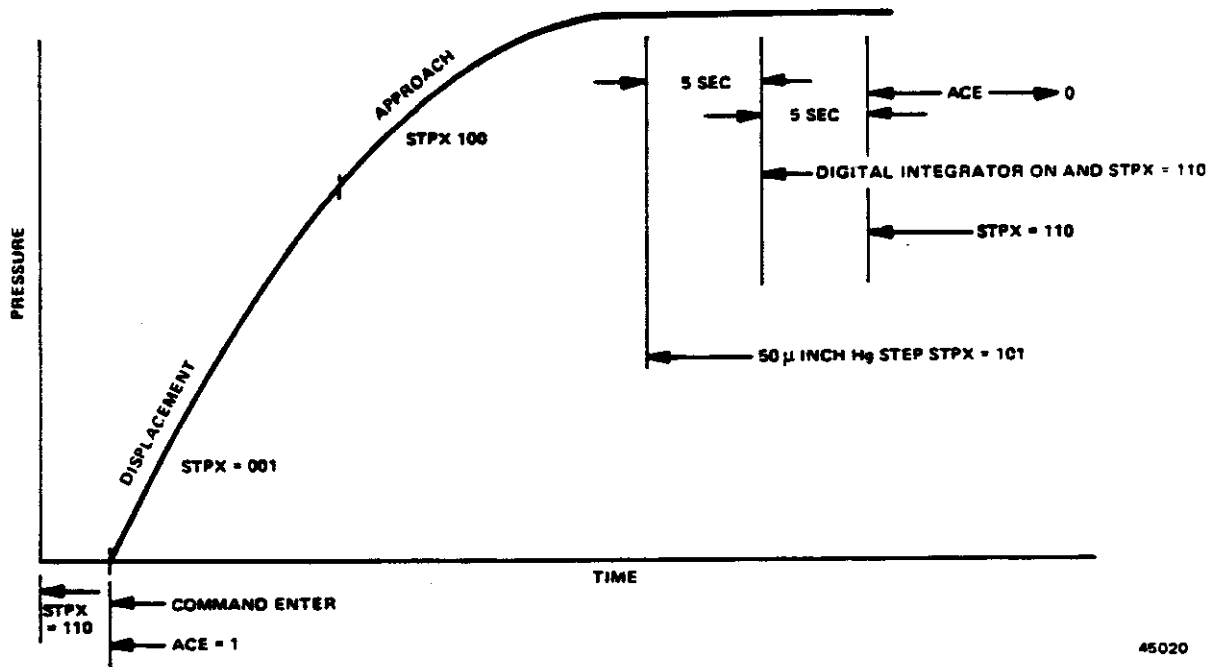 APPROACH
5 SEC
ACE 0
5 SEC
STPX 100
DIGITAL INTEGRATOR ON AND STPX = 110
STPX = 110
PRESSURE
50 μ INCH Hg STEP STPX = 101
DISPLACEMENT
STPX = 001
TIME
STPX
= 110
COMMAND ENTER
ACE = 1
45020